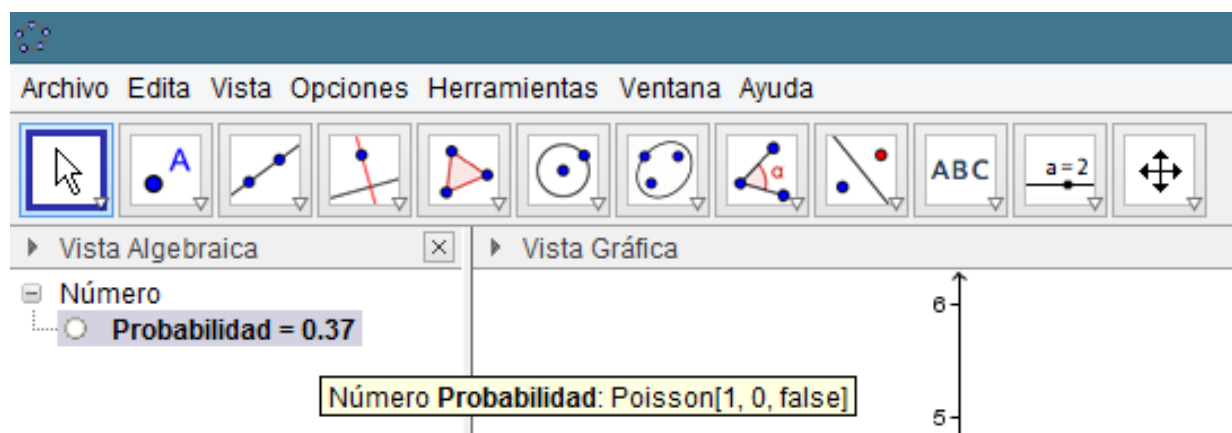 Archivo Edita Vista Opciones Herramientas Ventana Ayuda
A
α
ABC
a=2
Vista Algebraica
Vista Gráfica
Número
Probabilidad = 0.37
Número Probabilidad: Poisson[1, 0, false]
6
5